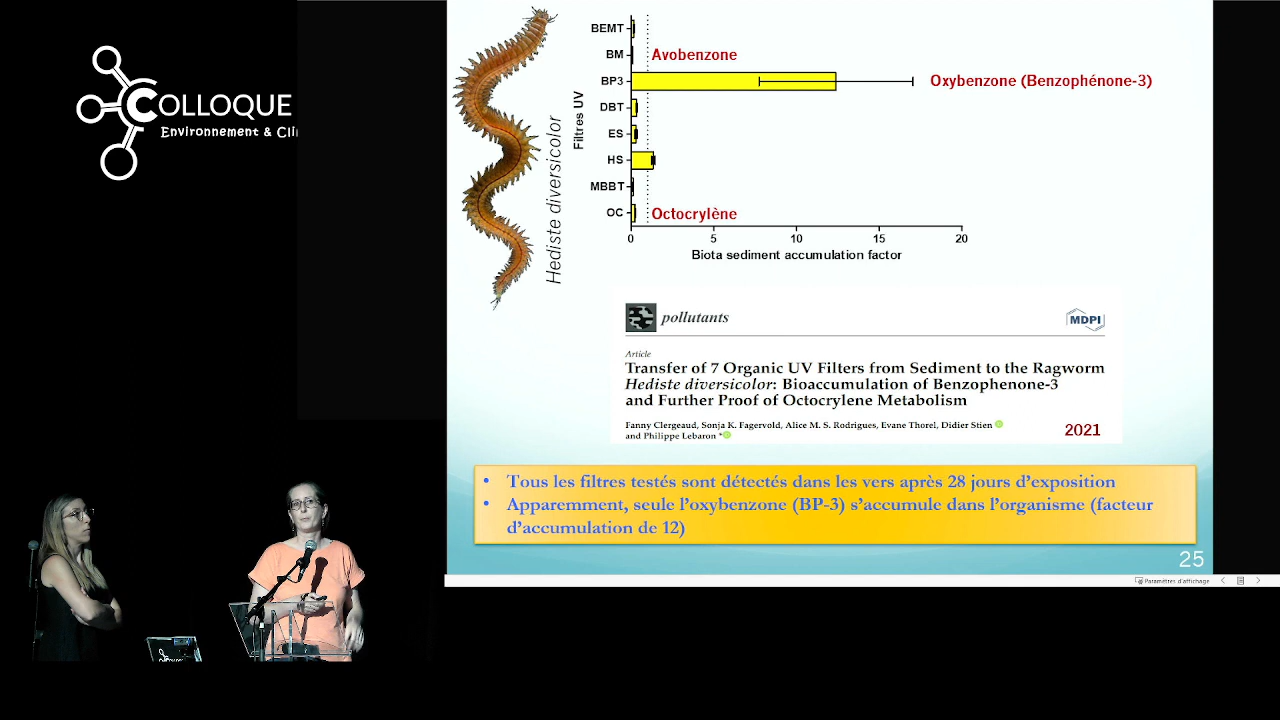 COLLOQUE
Environnement & Cli
Hediste diversicolor
Filtres UV
BEMT
BM
Avobenzone
BP3
Oxybenzone (Benzophénone-3)
DBT
ES
HS
MBBT
OC
Octocrylène
0
5
10
15
20
Biota sediment accumulation factor
pollutants
MDPI
Article
Transfer of 7 Organic UV Filters from Sediment to the Ragworm
Hediste diversicolor: Bioaccumulation of Benzophenone-3
and Further Proof of Octocrylene Metabolism
Fanny Clergeaud, Sonja K. Fagervold, Alice M. S. Rodrigues, Evane Thorel, Didier Stien
and Philippe Lebaron *
2021
• Tous les filtres testés sont détectés dans les vers après 28 jours d'exposition
• Apparemment, seule l'oxybenzone (BP-3) s'accumule dans l'organisme (facteur
d'accumulation de 12)
25
Paramètres d'affichage